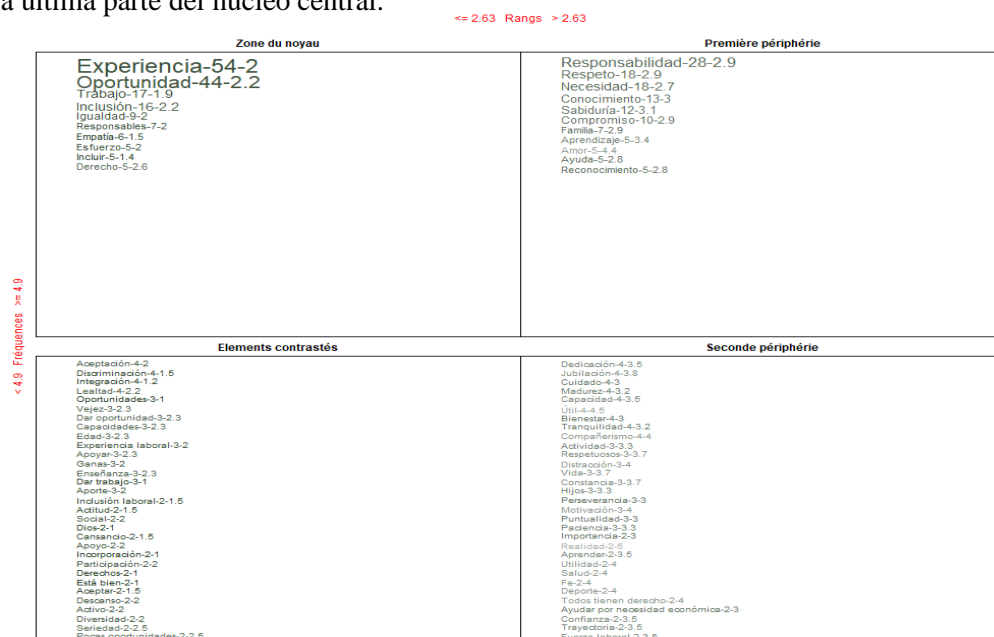 a última parte del núcleo central.
<= 2.63 Rangs > 2.63
Zone du noyau
Experiencia-54-2
Oportunidad-44-2.2
Trabajo-17-1.9
Inclusión-16-2.2
Igualdad-9-2
Responsables-7-2
Empatía-6-1.5
Esfuerzo-5-2
Incluir-5-1.4
Derecho-5-2.6
Première périphérie
Responsabilidad-28-2.9
Respeto-18-2.9
Necesidad-18-2.7
Conocimiento-13-3
Sabiduría-12-3.1
Compromiso-10-2.9
Familia-7-2.9
Aprendizaje-5-3.4
Amor-5-4.4
Ayuda-5-2.8
Reconocimiento-5-2.8
< 4.9 Fréquences >= 4.9
Elements contrastés
Aceptación-4-2
Discriminación-4-1.5
Integración-4-1.2
Lealtad-4-2.2
Oportunidades-3-1
Vejez-3-2.3
Dar oportunidad-3-2.3
Capacidades-3-2.3
Edad-3-2.3
Experiencia laboral-3-2
Apoyar-3-2.3
Ganas-3-2
Enseñanza-3-2.3
Dar trabajo-3-1
Aporte-3-2
Inclusión laboral-2-1.5
Actitud-2-1.5
Social-2-2
Dios-2-1
Cansancio-2-1.5
Apoyo-2-2
Incorporación-2-1
Participación-2-2
Derechos-2-1
Está bien-2-1
Aceptar-2-1.5
Descanso-2-2
Activo-2-2
Diversidad-2-2
Seriedad-2-2.5
Pocas oportunidades-2-2.5
Seconde périphérie
Dedicación-4-3.5
Jubilación-4-3.8
Cuidado-4-3
Madurez-4-3.2
Capacidad-4-3.5
Útil-4-4.5
Bienestar-4-3
Tranquilidad-4-3.2
Compañerismo-4-4
Actividad-3-3.3
Respetuosos-3-3.7
Distracción-3-4
Vida-3-3.7
Constancia-3-3.7
Hijos-3-3.3
Perseverancia-3-3
Motivación-3-4
Puntualidad-3-3
Paciencia-3-3.3
Importancia-2-3
Realidad-2-5
Aprender-2-3.5
Utilidad-2-4
Salud-2-4
Fe-2-4
Deporte-2-4
Todos tienen derecho-2-4
Ayudar por necesidad económica-2-3
Confianza-2-3.5
Trayectoria-2-3.5
Fuerza laboral-2-3.5